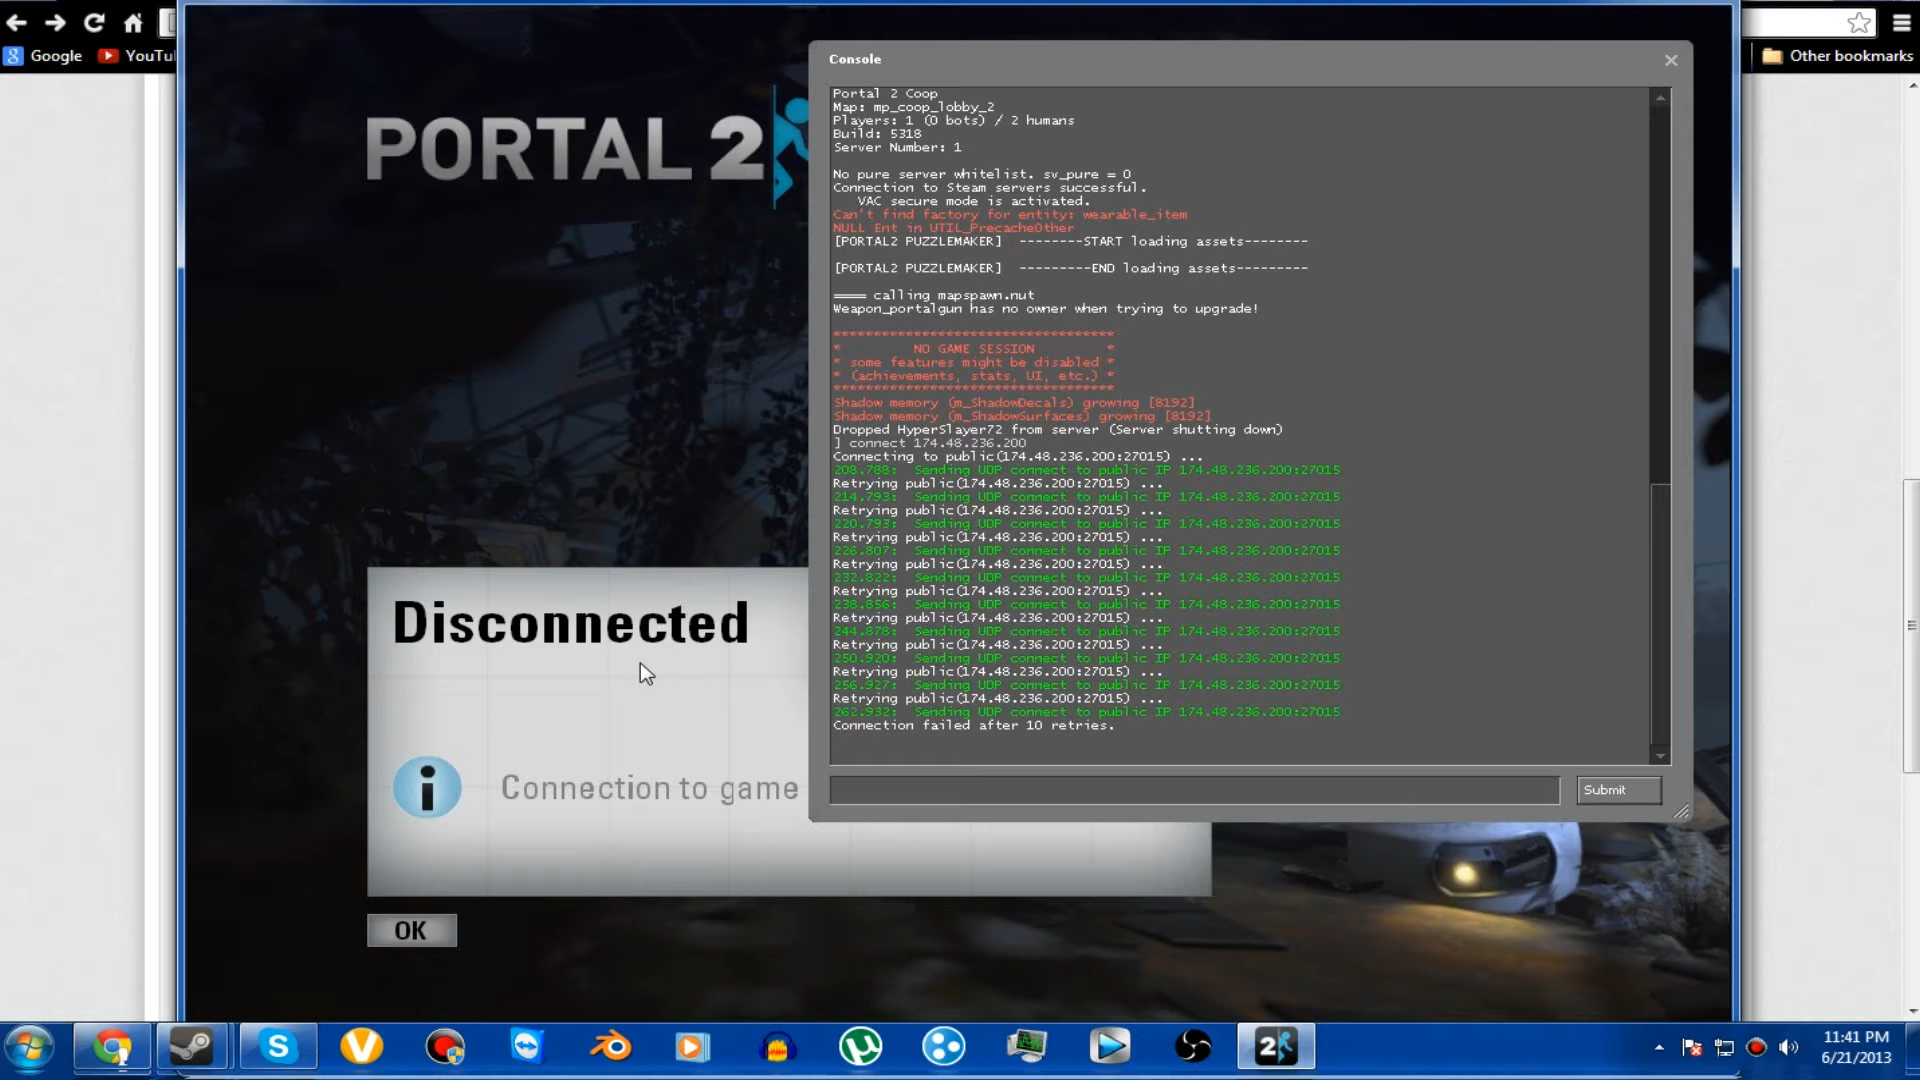 Google
YouTu
Other bookmarks
PORTAL 2
Console
Portal 2 Coop
Map: mp_coop_lobby_2
Players: 1 (0 bots) / 2 humans
Build: 5318
Server Number: 1
No pure server whitelist. sv_pure = 0
Connection to Steam servers successful.
VAC secure mode is activated.
Can't find factory for entity: wearable_item
NULL Ent in UTIL_PrecacheOther
[PORTAL2 PUZZLEMAKER] --------START loading assets--------
[PORTAL2 PUZZLEMAKER] ---------END loading assets---------
==== calling mapspawn.nut
Weapon_portalgun has no owner when trying to upgrade!
***********************************
* NO GAME SESSION *
* some features might be disabled *
* (achievements, stats, UI, etc.) *
***********************************
Shadow memory (m_ShadowDecals) growing [8192]
Shadow memory (m_ShadowSurfaces) growing [8192]
Dropped HyperSlayer72 from server (Server shutting down)
] connect 174.48.236.200
Connecting to public(174.48.236.200:27015) ...
208.788: Sending UDP connect to public IP 174.48.236.200:27015
Retrying public(174.48.236.200:27015) ...
214.793: Sending UDP connect to public IP 174.48.236.200:27015
Retrying public(174.48.236.200:27015) ...
220.793: Sending UDP connect to public IP 174.48.236.200:27015
Retrying public(174.48.236.200:27015) ...
226.807: Sending UDP connect to public IP 174.48.236.200:27015
Retrying public(174.48.236.200:27015) ...
232.822: Sending UDP connect to public IP 174.48.236.200:27015
Retrying public(174.48.236.200:27015) ...
238.856: Sending UDP connect to public IP 174.48.236.200:27015
Retrying public(174.48.236.200:27015) ...
244.878: Sending UDP connect to public IP 174.48.236.200:27015
Retrying public(174.48.236.200:27015) ...
250.920: Sending UDP connect to public IP 174.48.236.200:27015
Retrying public(174.48.236.200:27015) ...
256.927: Sending UDP connect to public IP 174.48.236.200:27015
Retrying public(174.48.236.200:27015) ...
262.932: Sending UDP connect to public IP 174.48.236.200:27015
Connection failed after 10 retries.
Submit
Disconnected
Connection to game
OK
11:41 PM
6/21/2013